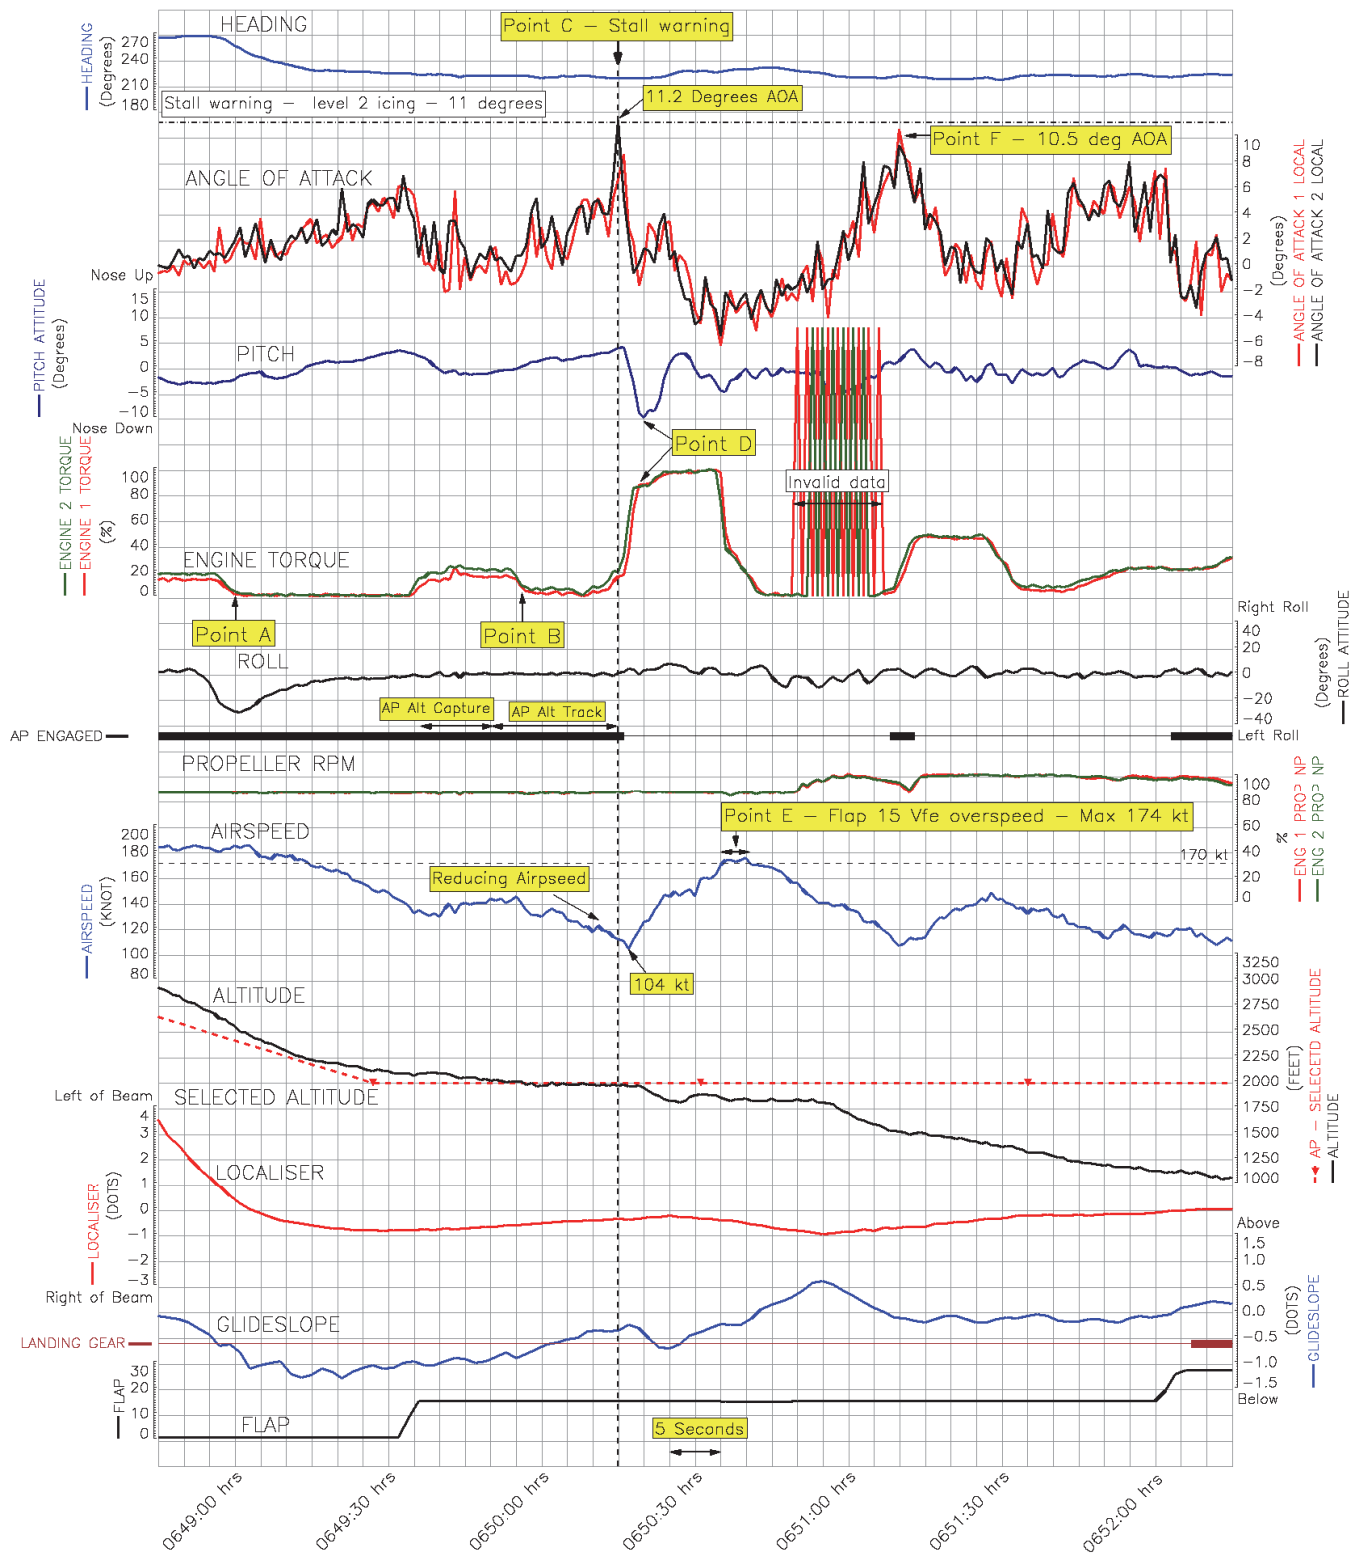 HEADING
Point C – Stall warning
270
240
210
180
HEADING
(Degrees)
Stall warning – level 2 icing – 11 degrees
11.2 Degrees AOA
Point F – 10.5 deg AOA
ANGLE OF ATTACK
10
8
6
4
2
0
−2
−4
−6
−8
(Degrees)
ANGLE OF ATTACK 1 LOCAL
ANGLE OF ATTACK 2 LOCAL
Nose Up
15
10
5
0
−5
−10
PITCH ATTITUDE
(Degrees)
PITCH
Nose Down
Point D
ENGINE 2 TORQUE
ENGINE 1 TORQUE
(%)
100
80
60
40
20
0
Invalid data
ENGINE TORQUE
Point A
Point B
Right Roll
40
20
0
−20
−40
(Degrees)
ROLL ATTITUDE
ROLL
AP Alt Capture
AP Alt Track
AP ENGAGED
Left Roll
PROPELLER RPM
100
80
60
40
20
0
%
ENG 1 PROP NP
ENG 2 PROP NP
Point E – Flap 15 Vfe overspeed – Max 174 kt
AIRSPEED
200
180
160
140
120
100
80
AIRSPEED
(KNOT)
170 kt
Reducing Airpseed
104 kt
ALTITUDE
3250
3000
2750
2500
2250
2000
1750
1500
1250
1000
(FEET)
AP – SELECETD ALTITUDE
ALTITUDE
Left of Beam
SELECTED ALTITUDE
4
3
2
1
0
−1
−2
−3
LOCALISER
(DOTS)
LOCALISER
Right of Beam
Above
1.5
1.0
0.5
0.0
−0.5
−1.0
−1.5
Below
(DOTS)
GLIDESLOPE
GLIDESLOPE
LANDING GEAR
30
20
10
0
FLAP
FLAP
5 Seconds
0649:00 hrs
0649:30 hrs
0650:00 hrs
0650:30 hrs
0651:00 hrs
0651:30 hrs
0652:00 hrs